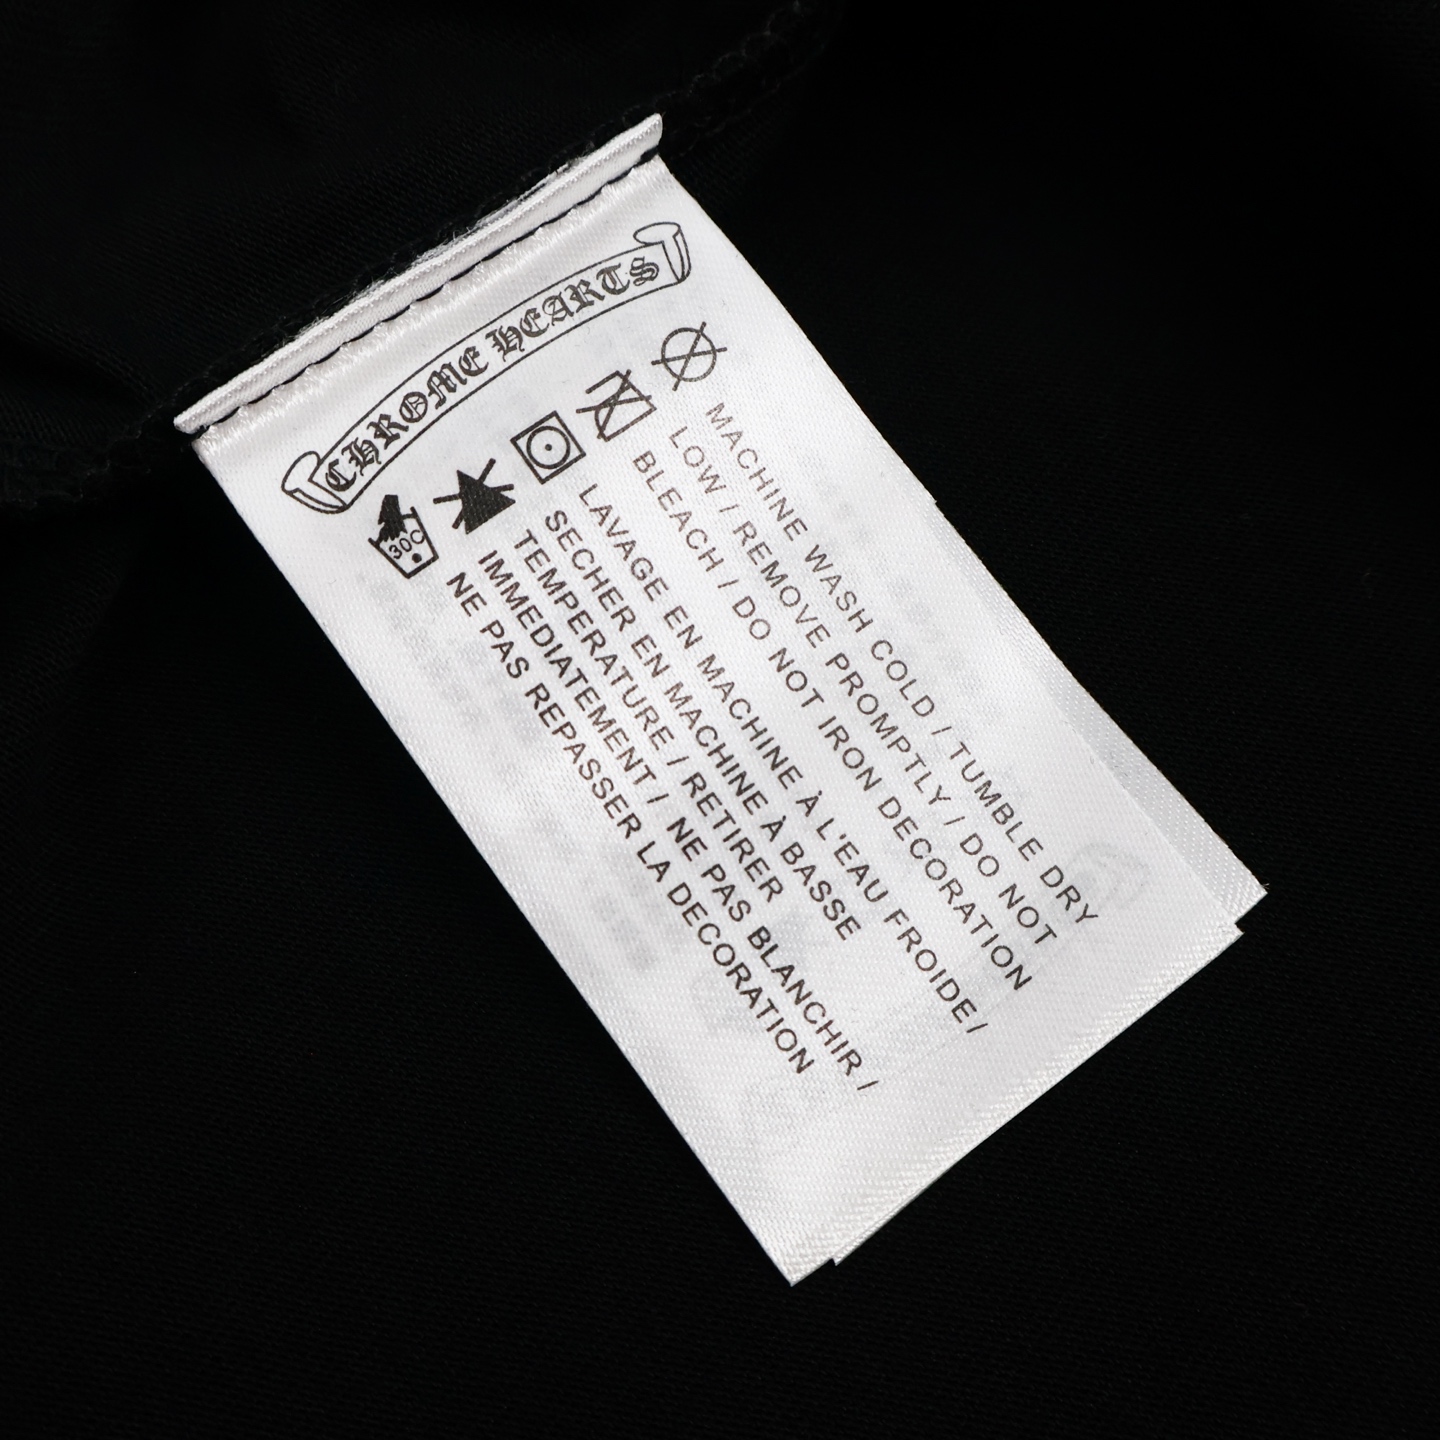 CHROME HEARTS
30C
MACHINE WASH COLD / TUMBLE DRY
LOW / REMOVE PROMPTLY / DO NOT
BLEACH / DO NOT IRON DECORATION
LAVAGE EN MACHINE À L'EAU FROIDE /
SECHER EN MACHINE À BASSE
TEMPERATURE / RETIRER
IMMEDIATEMENT / NE PAS BLANCHIR /
NE PAS REPASSER LA DECORATION